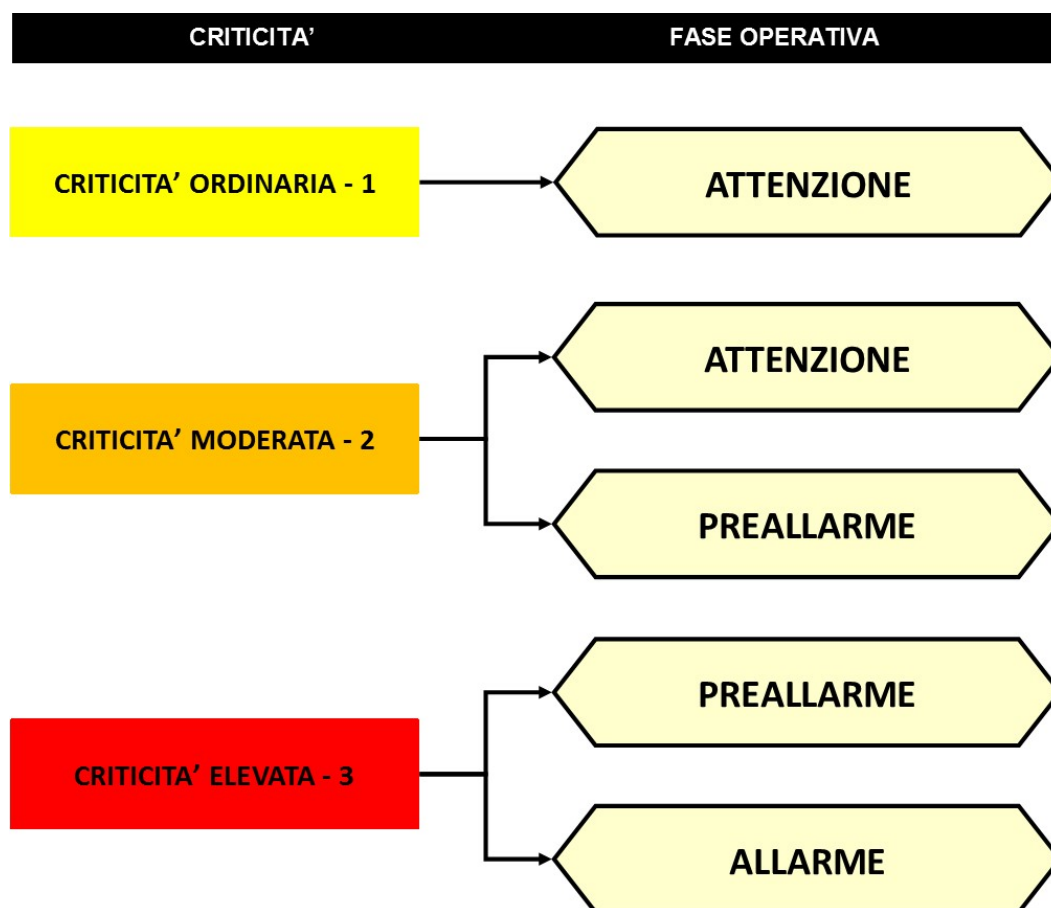 CRITICITA’ FASE OPERATIVA
CRITICITA’ ORDINARIA - 1
ATTENZIONE
ATTENZIONE
CRITICITA’ MODERATA - 2
PREALLARME
PREALLARME
CRITICITA’ ELEVATA - 3
ALLARME